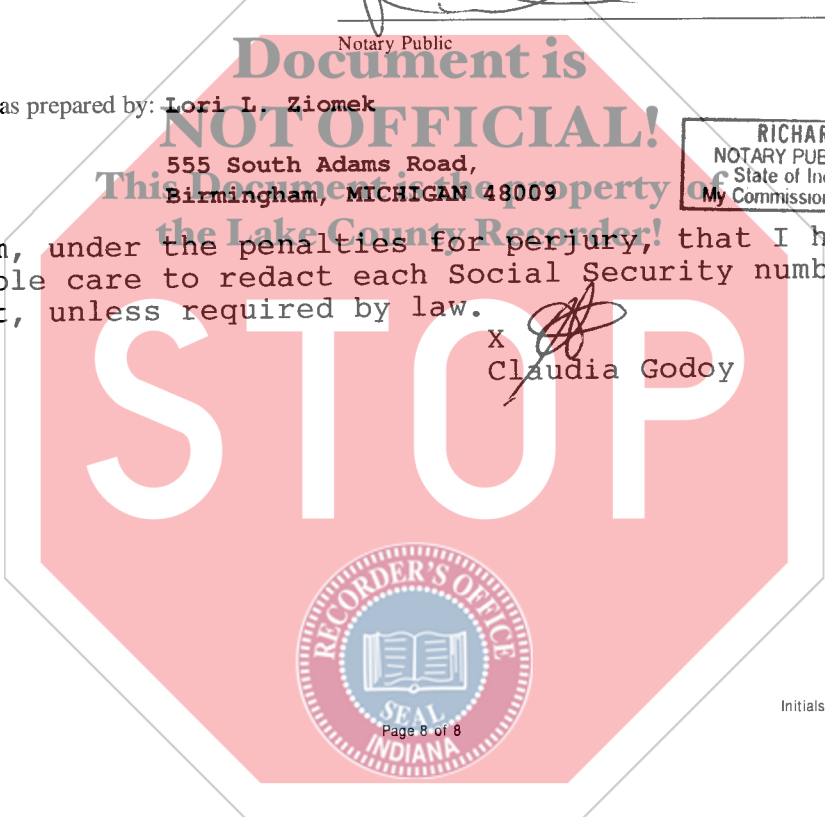 Notary Public
Document is
as prepared by: Lori L. Ziomek
NOT OFFICIAL!
RICHAR
NOTARY PUB
State of In
My Commission
555 South Adams Road,
This Document is the property of
Birmingham, MICHIGAN 48009
the Lake County Recorder!
, under the penalties for perjury, that I h
ble care to redact each Social Security numb
, unless required by law.
X
Claudia Godoy
STOP
RECORDER'S OFFICE
SEAL
INDIANA
Page 8 of 8
Initials